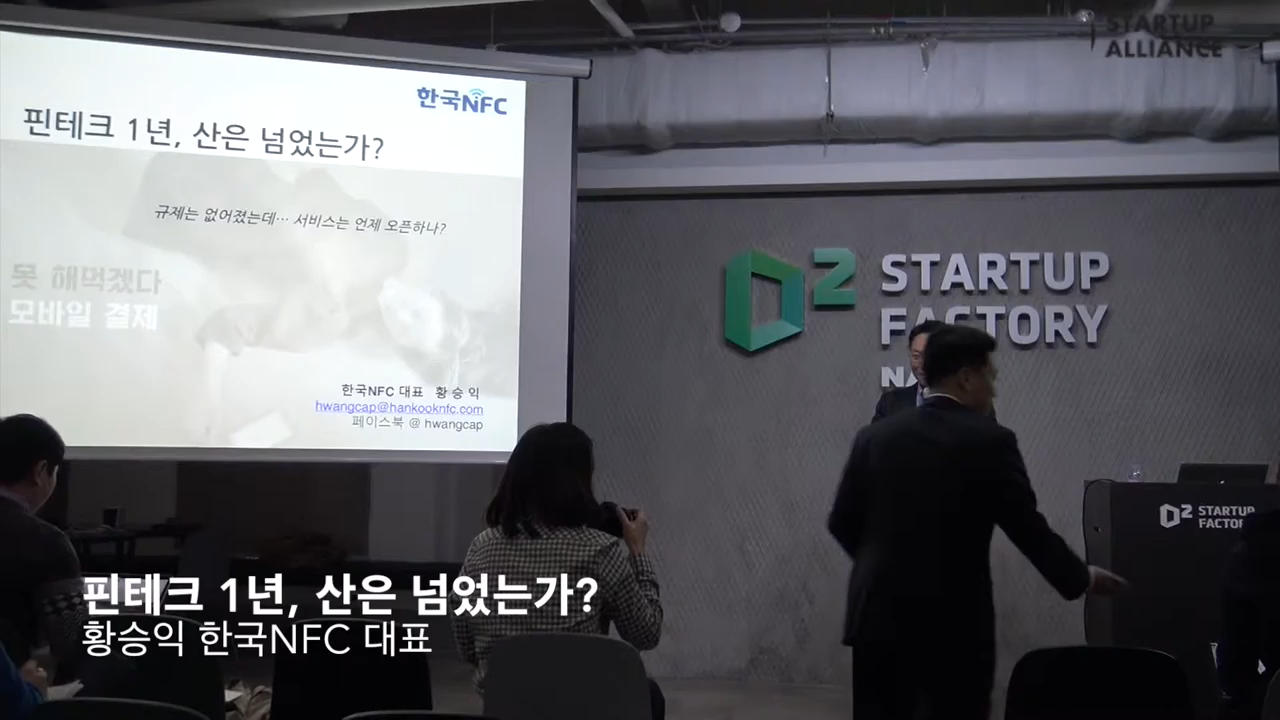 STARTUP
ALLIANCE
한국NFC
핀테크 1년, 산은 넘었는가?
규제는 없어졌는데… 서비스는 언제 오픈하나?
못 해먹겠다
모바일 결제
한국NFC 대표 황 승 익
hwangcap@hankooknfc.com
페이스북 @ hwangcap
D2 STARTUP
FACTORY
NA
D2 STARTUP
FACTOR
핀테크 1년, 산은 넘었는가?
황승익 한국NFC 대표